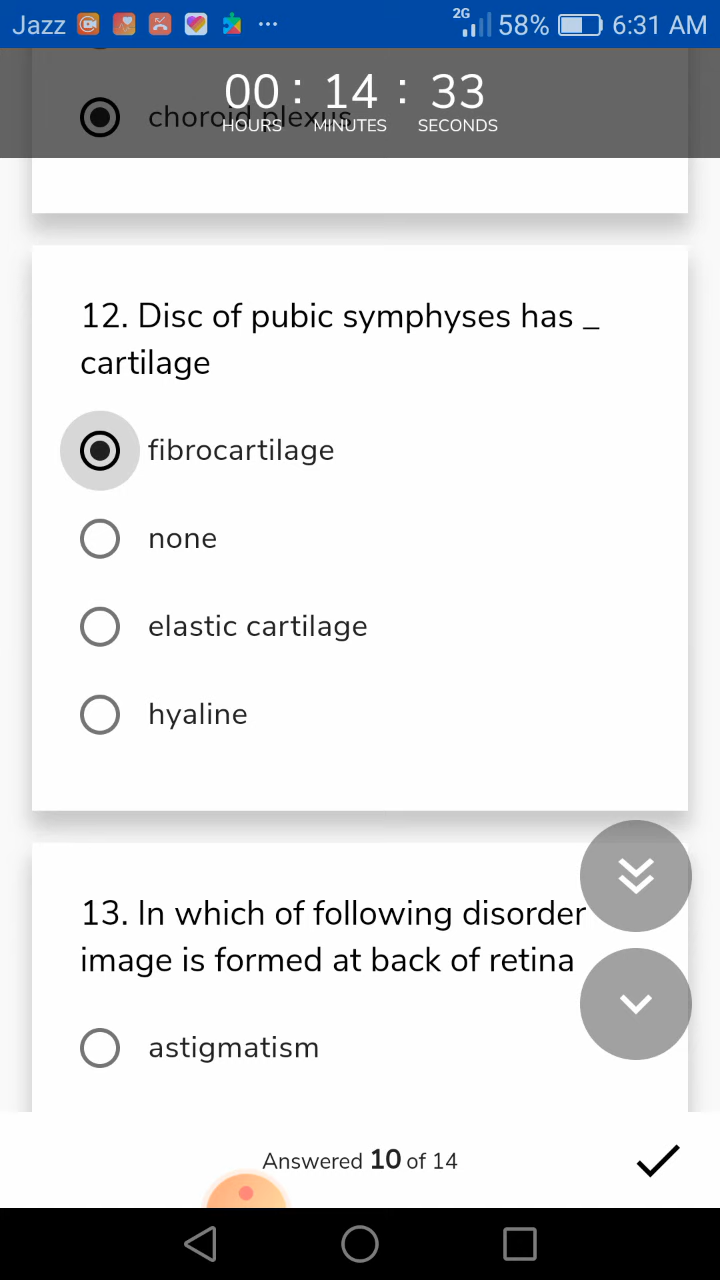 Jazz 2G 58% 6:31 AM
00 : 14 : 33
HOURS MINUTES SECONDS
choroid plexus
12. Disc of pubic symphyses has _
cartilage
fibrocartilage
none
elastic cartilage
hyaline
13. In which of following disorder
image is formed at back of retina
astigmatism
Answered 10 of 14